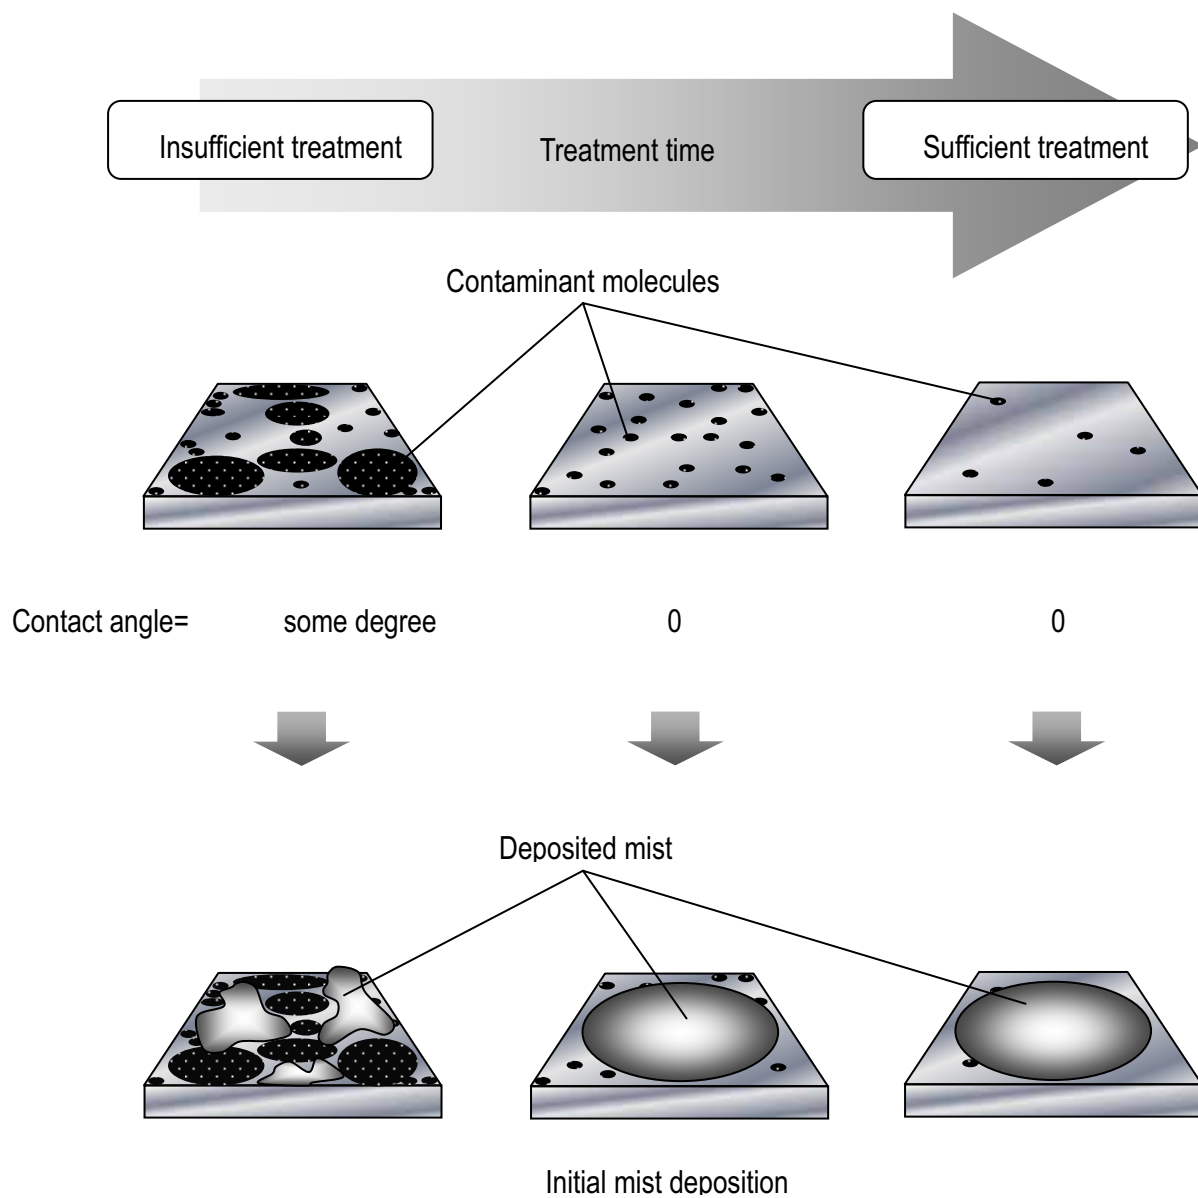 Insufficient treatment
Treatment time
Sufficient treatment
Contaminant molecules
Contact angle= some degree 0 0
Deposited mist
Initial mist deposition